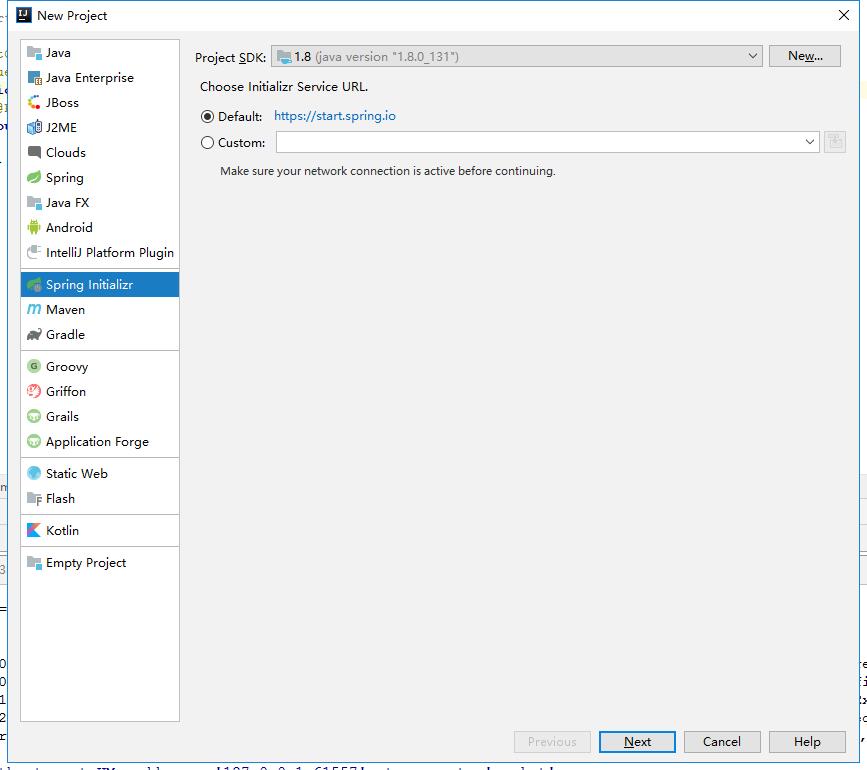 New Project
Java
Java Enterprise
JBoss
J2ME
Clouds
Spring
Java FX
Android
IntelliJ Platform Plugin
Spring Initializr
Maven
Gradle
Groovy
Griffon
Grails
Application Forge
Static Web
Flash
Kotlin
Empty Project
Project SDK: 1.8 (java version "1.8.0_131") New...
Choose Initializr Service URL.
Default: https://start.spring.io
Custom:
Make sure your network connection is active before continuing.
Previous Next Cancel Help